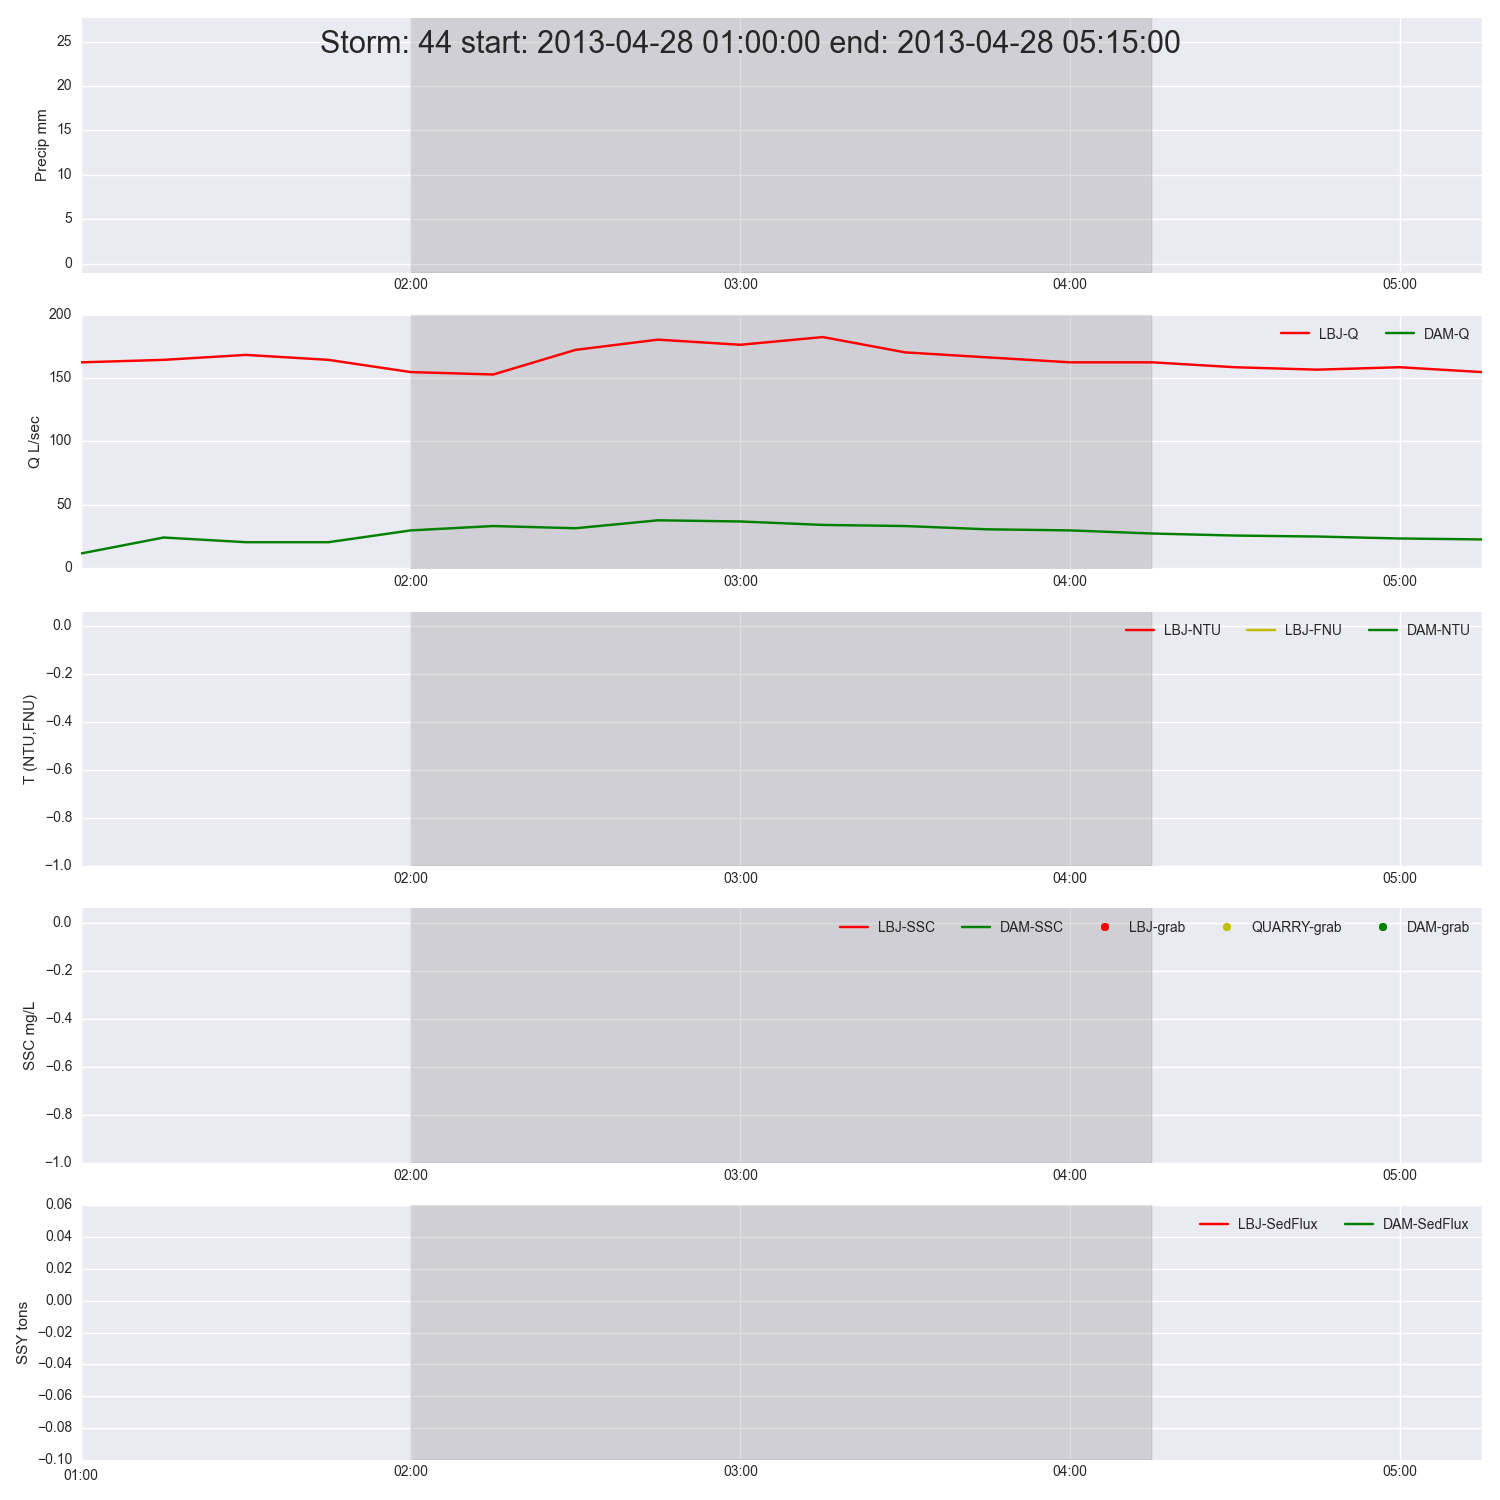 Storm: 44 start: 2013-04-28 01:00:00 end: 2013-04-28 05:15:00
Precip mm
25
20
15
10
5
0
02:00 03:00 04:00 05:00
Q L/sec
200
150
100
50
0
LBJ-Q DAM-Q
02:00 03:00 04:00 05:00
T (NTU,FNU)
0.0
−0.2
−0.4
−0.6
−0.8
−1.0
LBJ-NTU LBJ-FNU DAM-NTU
02:00 03:00 04:00 05:00
SSC mg/L
0.0
−0.2
−0.4
−0.6
−0.8
−1.0
LBJ-SSC DAM-SSC LBJ-grab QUARRY-grab DAM-grab
02:00 03:00 04:00 05:00
SSY tons
0.06
0.04
0.02
0.00
−0.02
−0.04
−0.06
−0.08
−0.10
LBJ-SedFlux DAM-SedFlux
01:00 02:00 03:00 04:00 05:00